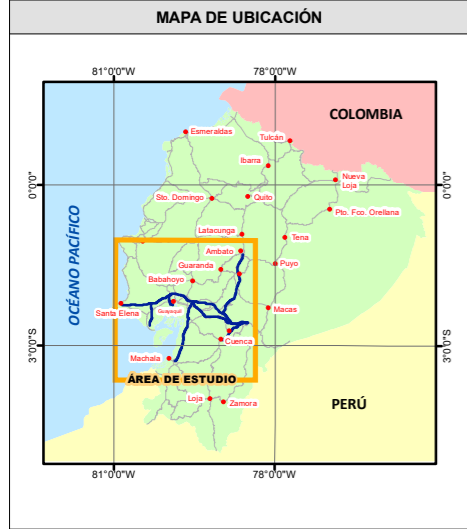 MAPA DE UBICACIÓN
81°0'0"W 78°0'0"W
COLOMBIA
Esmeraldas
Tulcán
Ibarra
Nueva
Loja
0°0'0" 0°0'0"
Sto. Domingo
Quito
Pto. Fco. Orellana
OCÉANO PACÍFICO
Latacunga
Tena
Ambato
Guaranda
Puyo
Babahoyo
Santa Elena
Guayaquil
Macas
3°0'0"S 3°0'0"S
Cuenca
Machala
ÁREA DE ESTUDIO
Loja
Zamora
PERÚ
81°0'0"W 78°0'0"W